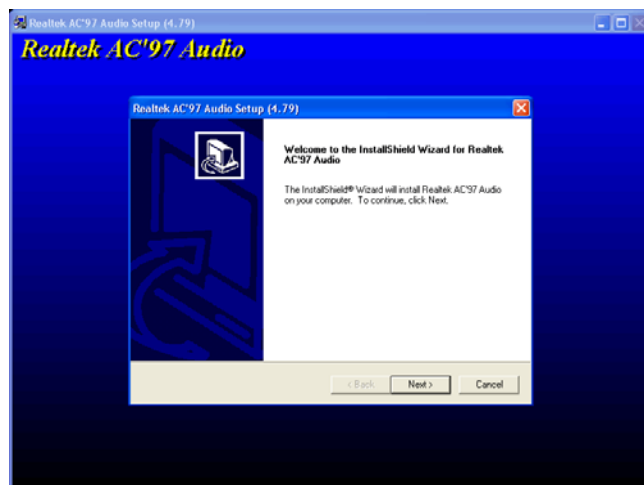 Realtek AC'97 Audio Setup (4.79)
Realtek AC'97 Audio
Realtek AC'97 Audio Setup (4.79)
Welcome to the InstallShield Wizard for Realtek
AC'97 Audio
The InstallShield® Wizard will install Realtek AC'97 Audio
on your computer. To continue, click Next.
< Back
Next >
Cancel